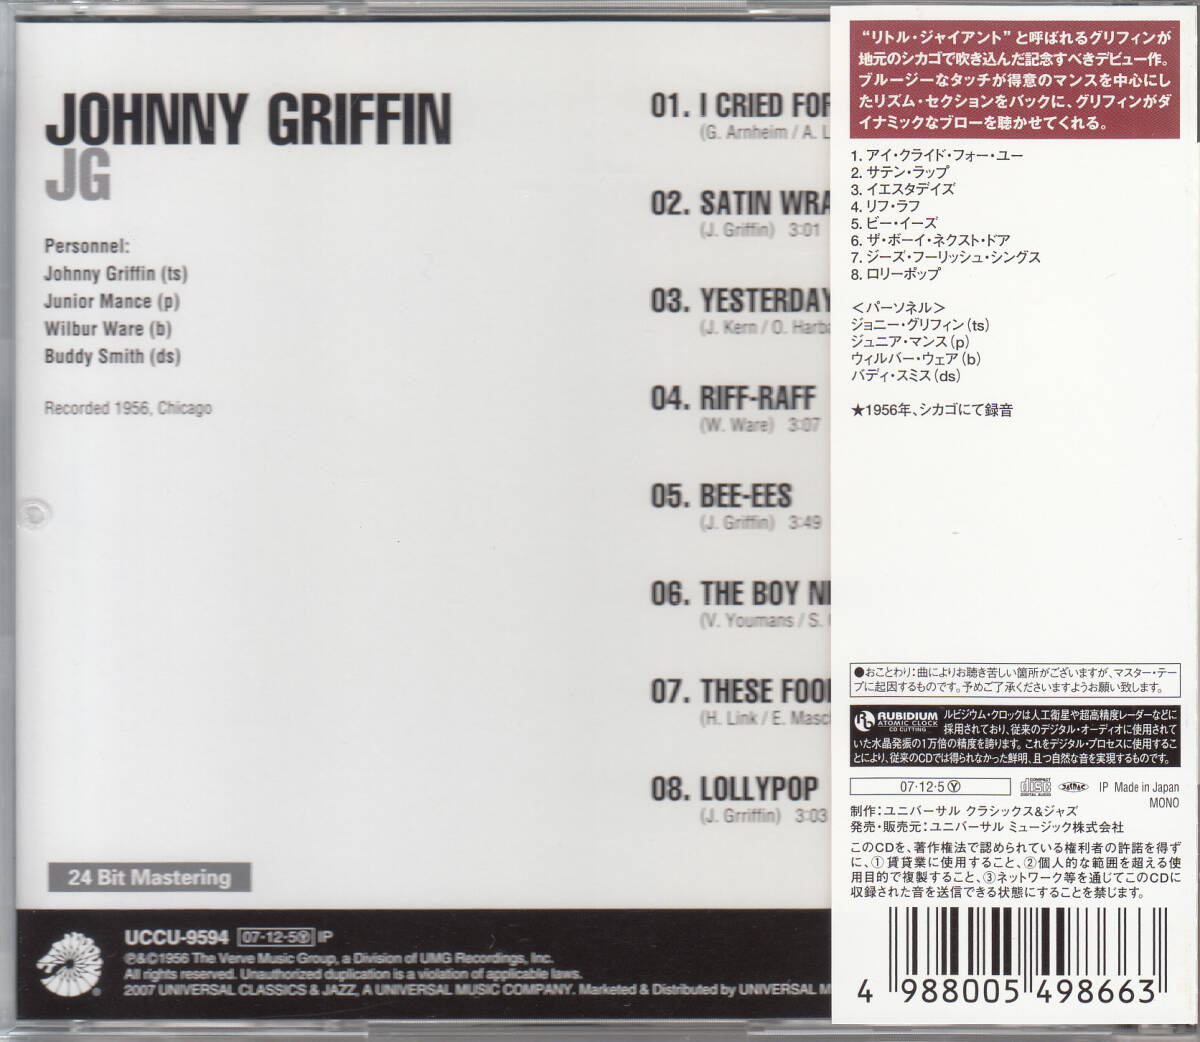 JOHNNY GRIFFIN
JG
Personnel:
Johnny Griffin (ts)
Junior Mance (p)
Wilbur Ware (b)
Buddy Smith (ds)
Recorded 1956, Chicago
01. I CRIED FOR
(G. Arnheim / A. L
02. SATIN WRA
(J. Griffin) 3:01
03. YESTERDAY
(J. Kern / O. Harba
04. RIFF-RAFF
(W. Ware) 3:07
05. BEE-EES
(J. Griffin) 3:49
06. THE BOY NE
(V. Youmans / S.
07. THESE FOOL
(H. Link / E. Masch
08. LOLLYPOP
(J. Grriffin) 3:03
24 Bit Mastering
UCCU-9594 07·12·5Ⓨ IP
℗&©1956 The Verve Music Group, a Division of UMG Recordings, Inc.
All rights reserved. Unauthorized duplication is a violation of applicable laws.
2007 UNIVERSAL CLASSICS & JAZZ, A UNIVERSAL MUSIC COMPANY. Marketed & Distributed by UNIVERSAL M
“リトル・ジャイアント”と呼ばれるグリフィンが
地元のシカゴで吹き込んだ記念すべきデビュー作。
ブルージーなタッチが得意のマンスを中心にし
たリズム・セクションをバックに、グリフィンがダ
イナミックなブローを聴かせてくれる。
1. アイ・クライド・フォー・ユー
2. サテン・ラップ
3. イエスタデイズ
4. リフ・ラフ
5. ビー・イーズ
6. ザ・ボーイ・ネクスト・ドア
7. ジーズ・フーリッシュ・シングス
8. ロリーポップ
＜パーソネル＞
ジョニー・グリフィン(ts)
ジュニア・マンス(p)
ウィルバー・ウェア(b)
バディ・スミス(ds)
★1956年、シカゴにて録音
●おことわり：曲によりお聴き苦しい箇所がございますが、マスター・テー
プに起因するものです。予めご了承くださいますようお願い致します。
RUBIDIUM
ATOMIC CLOCK
CD CUTTING
ルビジウム・クロックは人工衛星や超高精度レーダーなどに
採用されており、従来のデジタル・オーディオに使用されて
いた水晶発振の1万倍の精度を誇ります。これをデジタル・プロセスに使用するこ
とにより、従来のCDでは得られなかった鮮明、且つ自然な音を実現するものです。
07·12·5Ⓨ
COMPACT disc DIGITAL AUDIO
IP Made in Japan
MONO
制作：ユニバーサル クラシックス&ジャズ
発売・販売元：ユニバーサル ミュージック株式会社
このCDを、著作権法で認められている権利者の許諾を得ず
に、①賃貸業に使用すること、②個人的な範囲を超える使
用目的で複製すること、③ネットワーク等を通じてこのCDに
収録された音を送信できる状態にすることを禁じます。
4 988005 498663